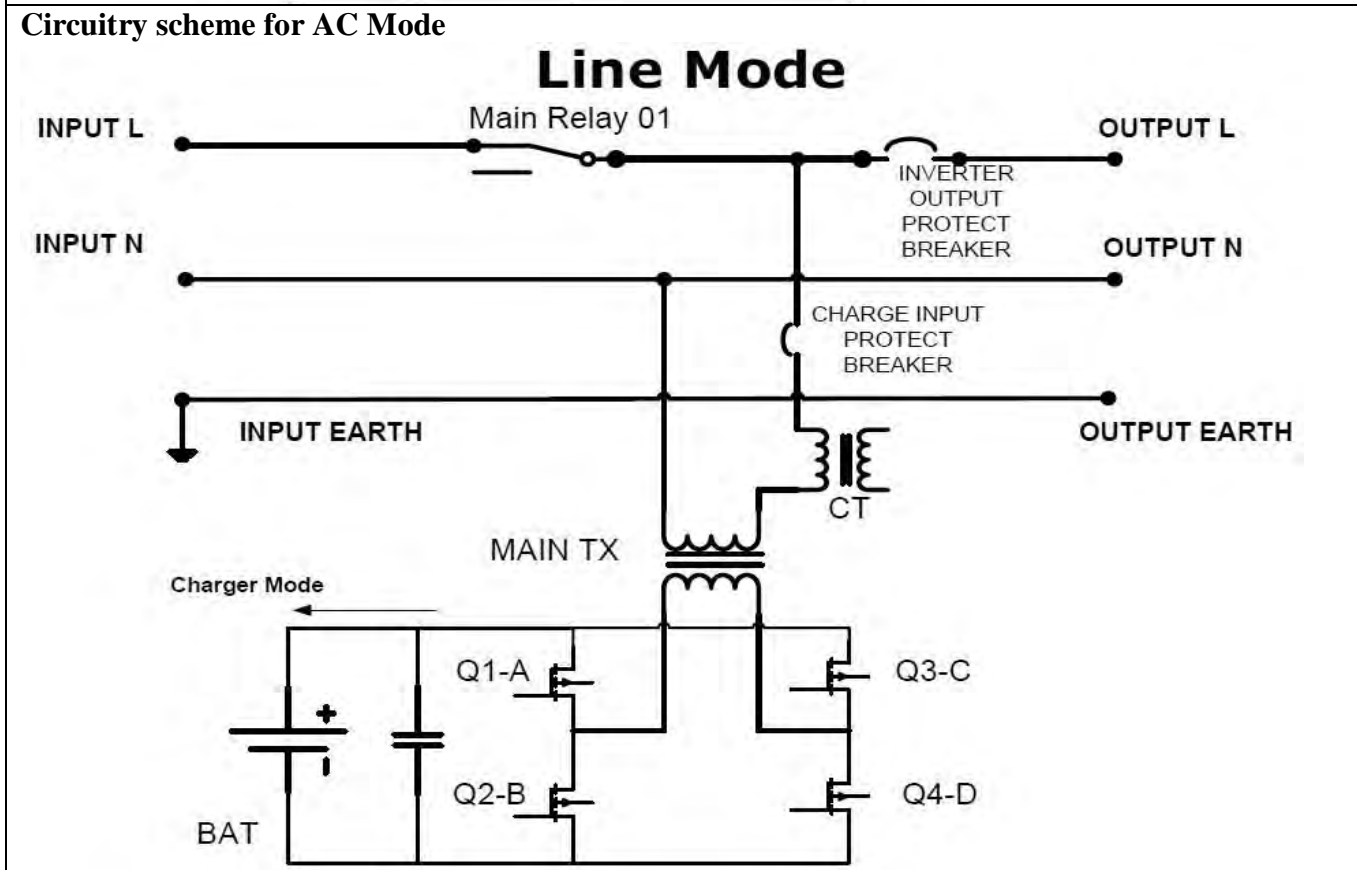 Circuitry scheme for AC Mode
Line Mode
INPUT L
Main Relay 01
OUTPUT L
INVERTER
OUTPUT
PROTECT
BREAKER
INPUT N
OUTPUT N
CHARGE INPUT
PROTECT
BREAKER
INPUT EARTH
OUTPUT EARTH
CT
MAIN TX
Charger Mode
Q1-A
Q3-C
+
-
Q2-B
Q4-D
BAT